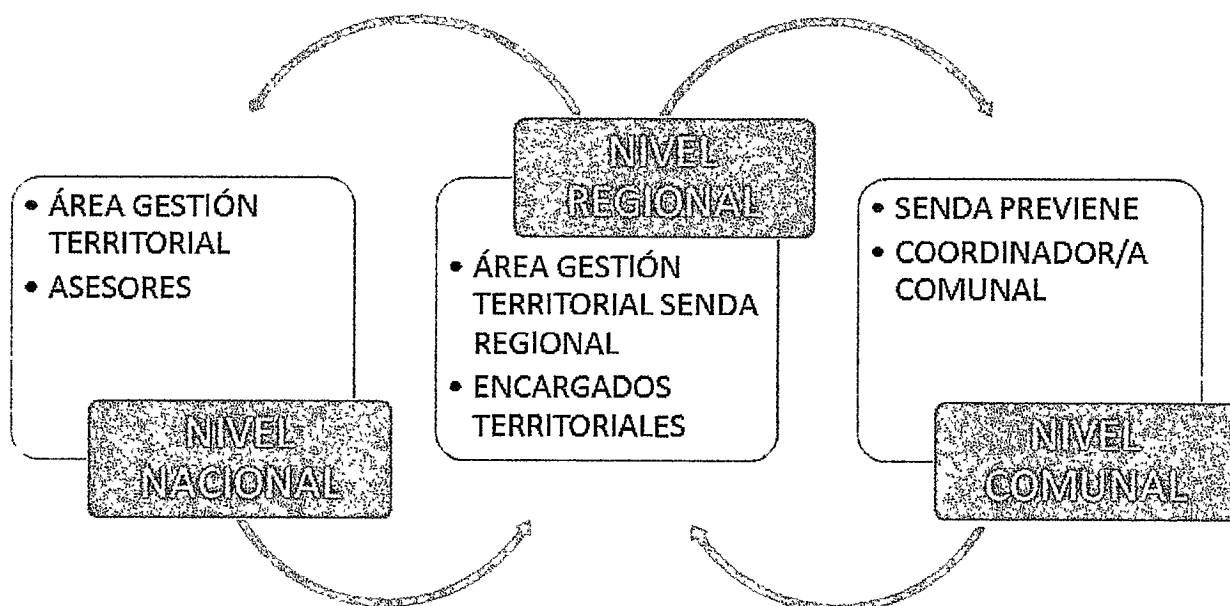 • ÁREA GESTIÓN
TERRITORIAL
• ASESORES
NIVEL
NACIONAL
NIVEL
REGIONAL
• ÁREA GESTIÓN
TERRITORIAL SENDA
REGIONAL
• ENCARGADOS
TERRITORIALES
• SENDA PREVIENE
• COORDINADOR/A
COMUNAL
NIVEL
COMUNAL